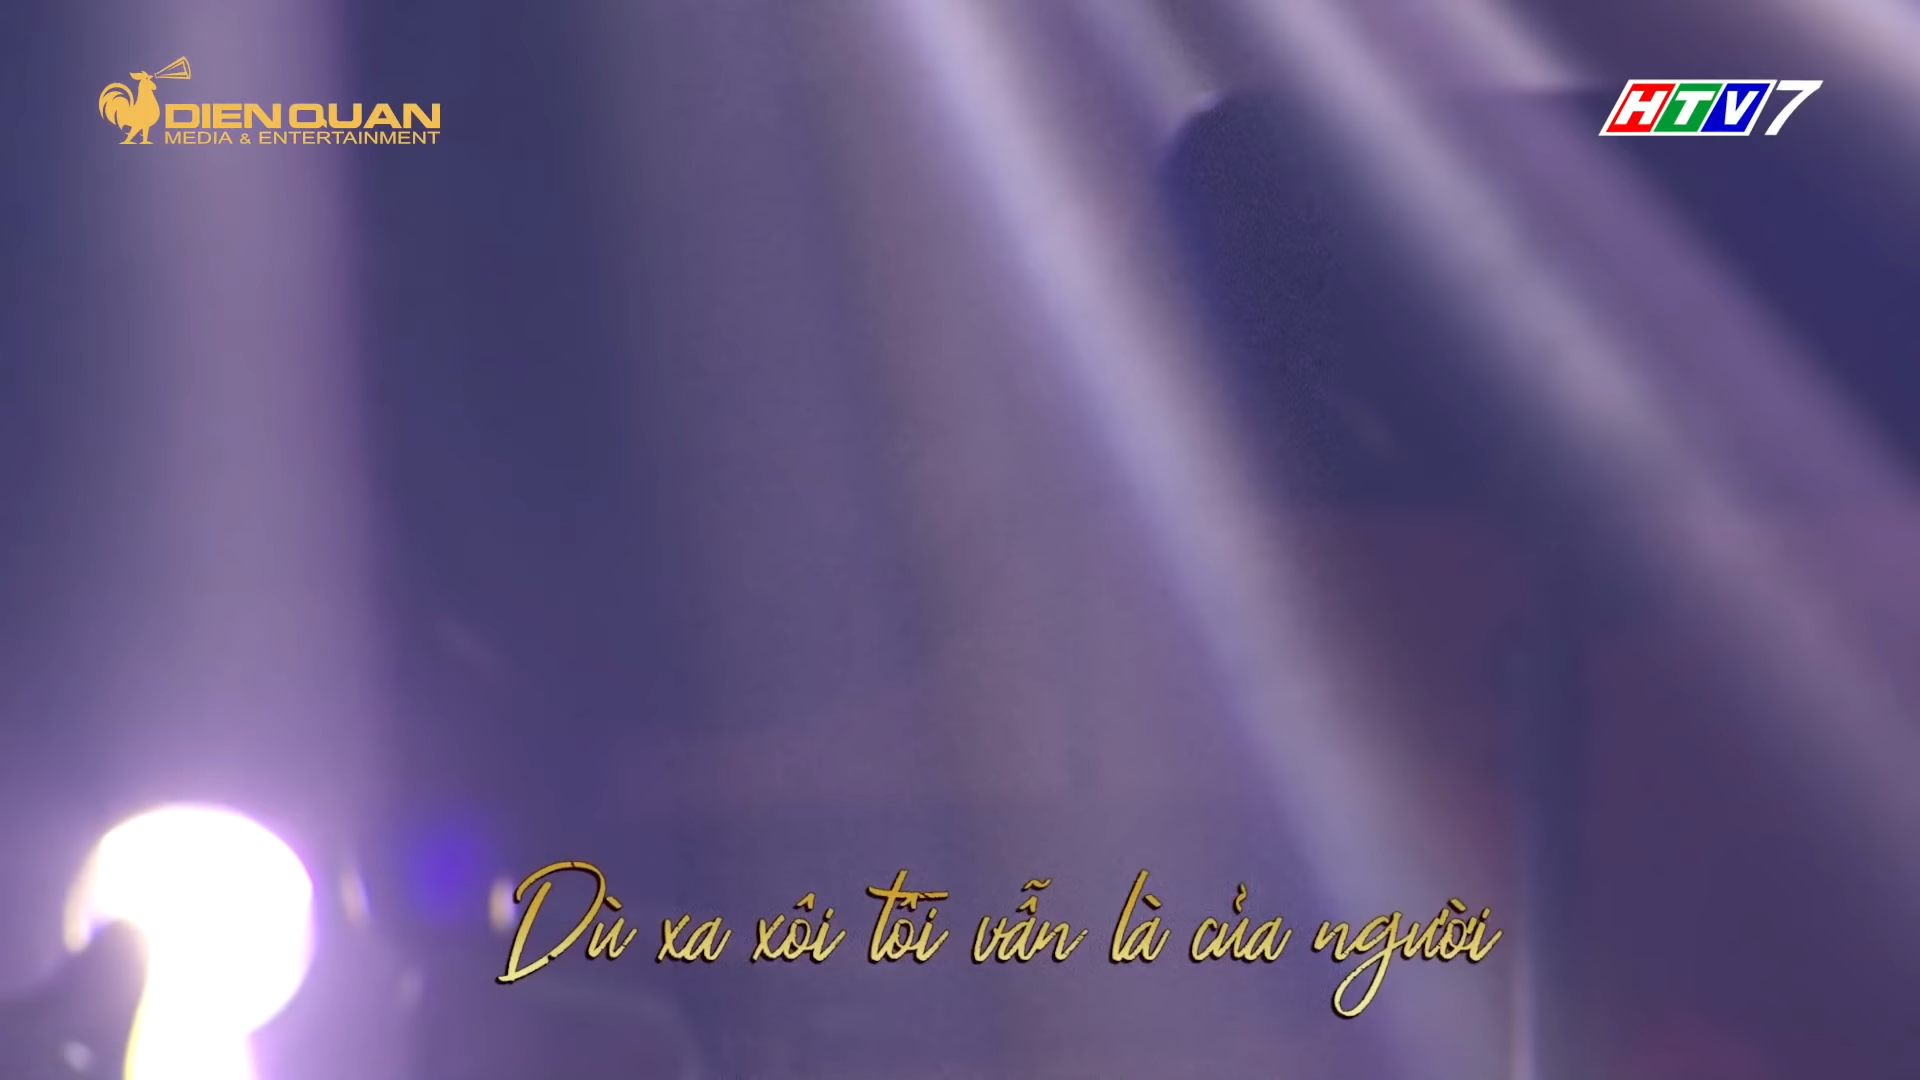 DIEN QUAN
MEDIA & ENTERTAINMENT
HTV7
Dù xa xôi tôi vẫn là của người